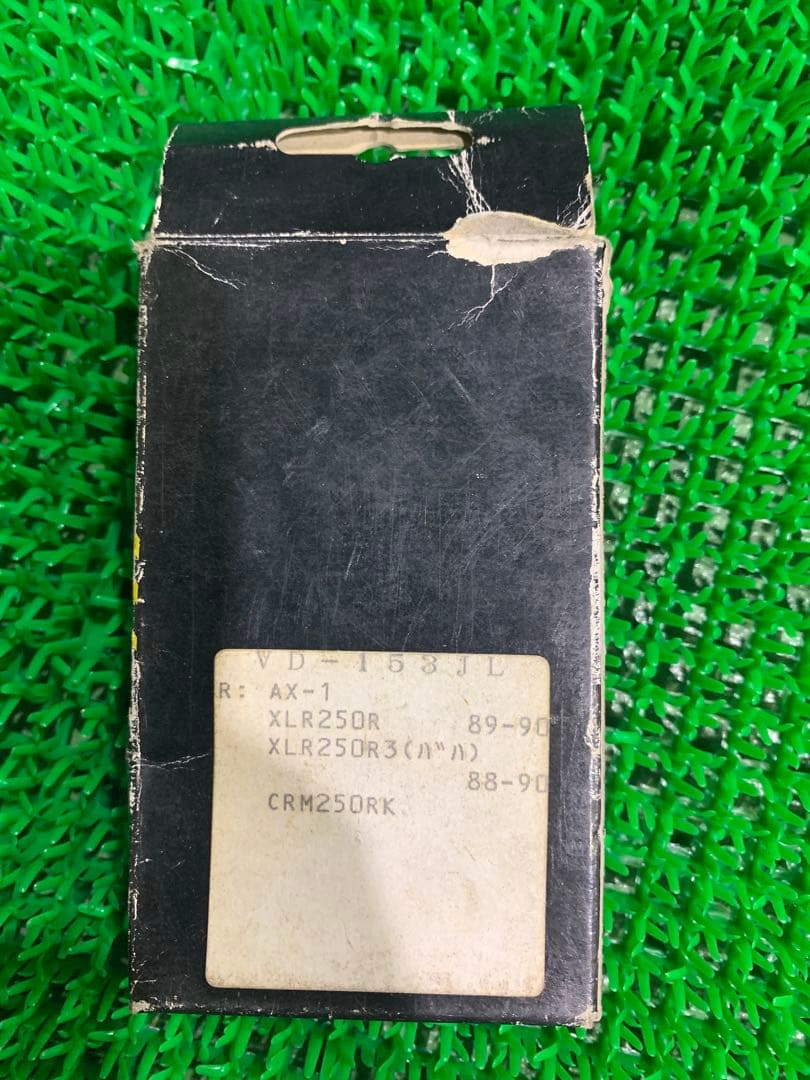 VD-153JL
R: AX-1
XLR250R 89-90
XLR250R3(ﾊﾞﾊ)
88-90
CRM250RK